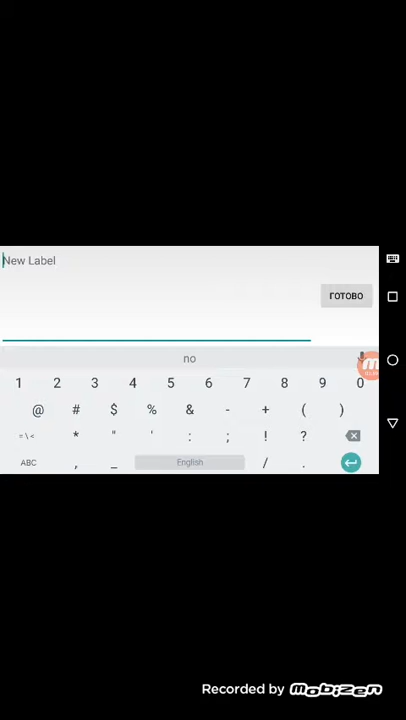 New Label
ГОТОВО
no
1 2 3 4 5 6 7 8 9 0
@ # $ % & - + ( )
= \ < * " ' : ; ! ?
ABC , _ English / .
Recorded by mobizen